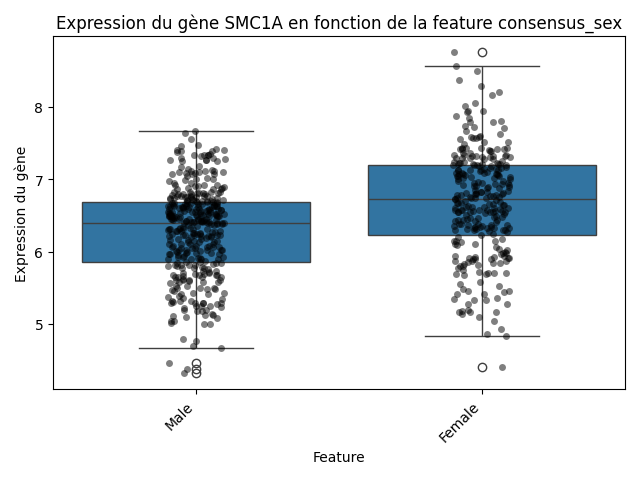 Expression du gène SMC1A en fonction de la feature consensus_sex
Expression du gène
8
7
6
5
Male
Female
Feature